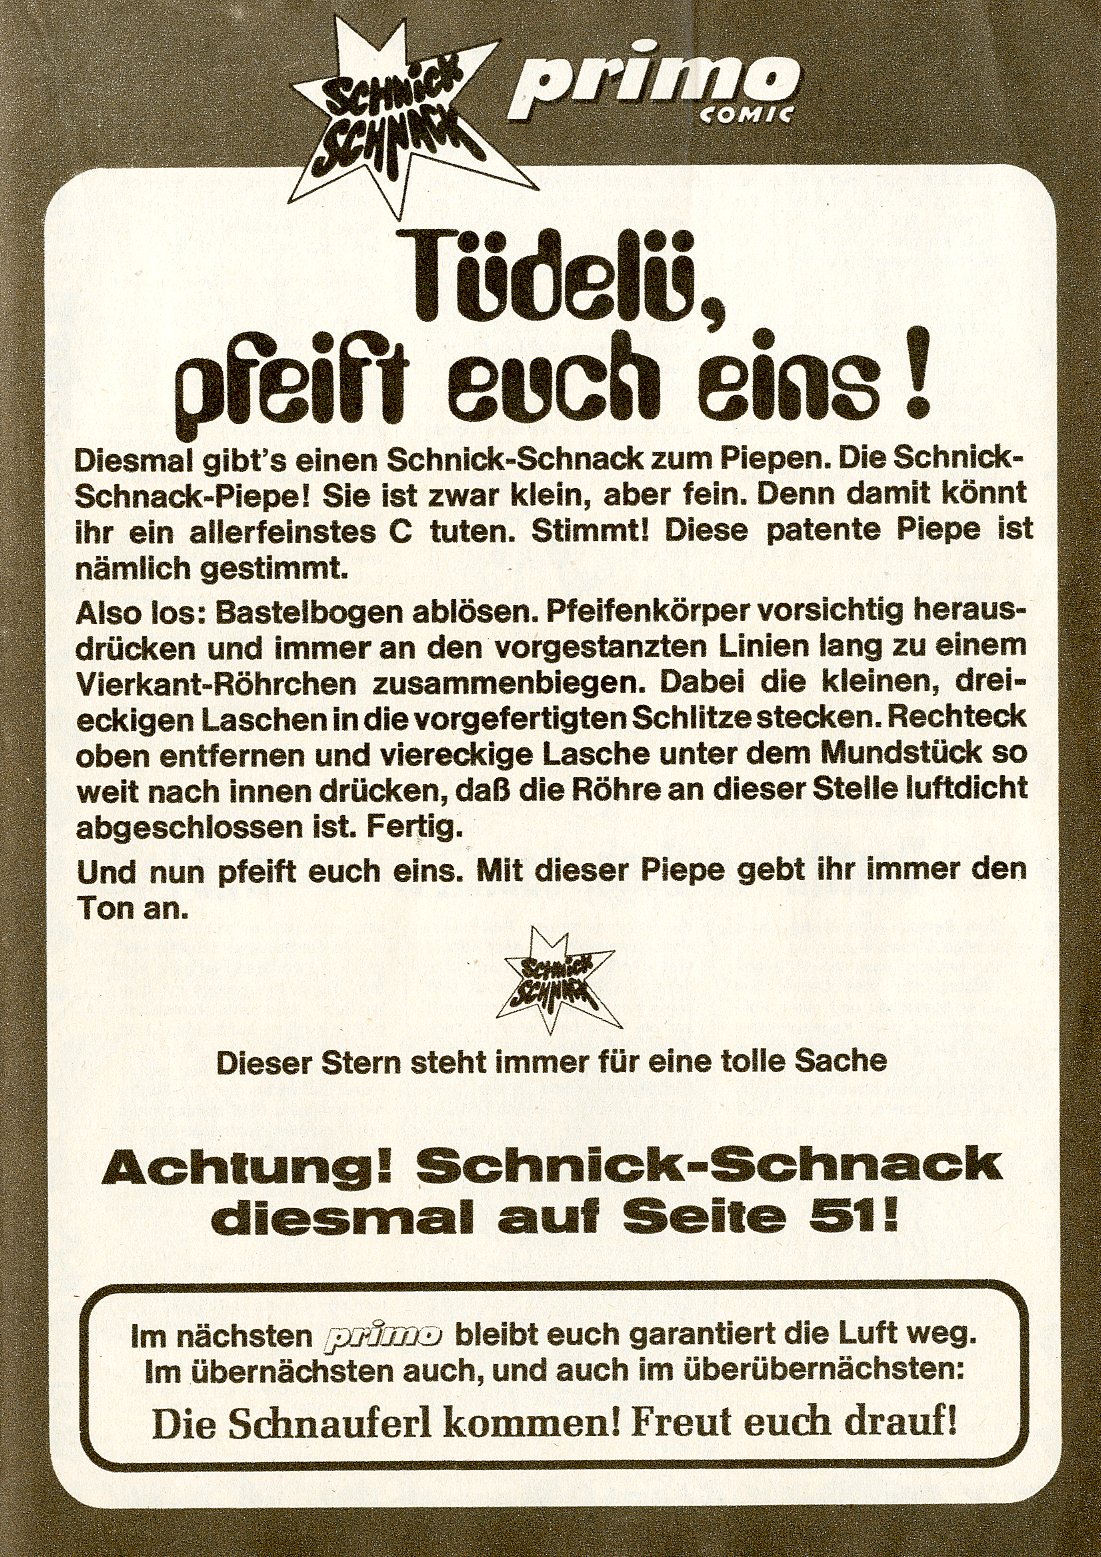 SCHNICK
SCHNACK
primo
COMIC
Tüdelü,
pfeift euch eins!
Diesmal gibt's einen Schnick-Schnack zum Piepen. Die Schnick-
Schnack-Piepe! Sie ist zwar klein, aber fein. Denn damit könnt
ihr ein allerfeinstes C tuten. Stimmt! Diese patente Piepe ist
nämlich gestimmt.
Also los: Bastelbogen ablösen. Pfeifenkörper vorsichtig heraus-
drücken und immer an den vorgestanzten Linien lang zu einem
Vierkant-Röhrchen zusammenbiegen. Dabei die kleinen, drei-
eckigen Laschen in die vorgefertigten Schlitze stecken. Rechteck
oben entfernen und viereckige Lasche unter dem Mundstück so
weit nach innen drücken, daß die Röhre an dieser Stelle luftdicht
abgeschlossen ist. Fertig.
Und nun pfeift euch eins. Mit dieser Piepe gebt ihr immer den
Ton an.
SCHNICK
SCHNACK
Dieser Stern steht immer für eine tolle Sache
Achtung! Schnick-Schnack
diesmal auf Seite 51!
Im nächsten primo bleibt euch garantiert die Luft weg.
Im übernächsten auch, und auch im überübernächsten:
Die Schnauferl kommen! Freut euch drauf!